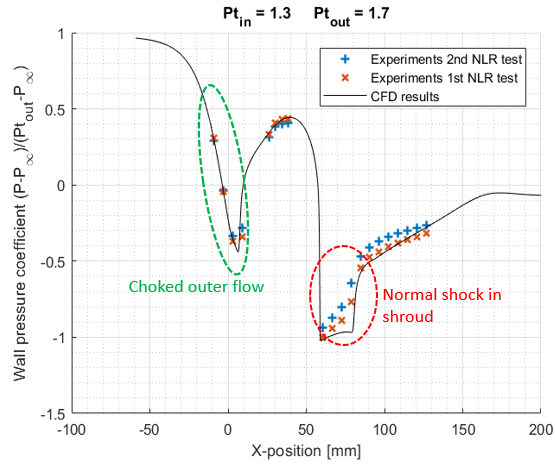 Pt_in = 1.3 Pt_out = 1.7
Experiments 2nd NLR test
Experiments 1st NLR test
CFD results
Wall pressure coefficient (P-P∞)/(Pt_out-P∞)
1
0.5
0
-0.5
-1
-1.5
Choked outer flow
Normal shock in
shroud
-100 -50 0 50 100 150 200
X-position [mm]